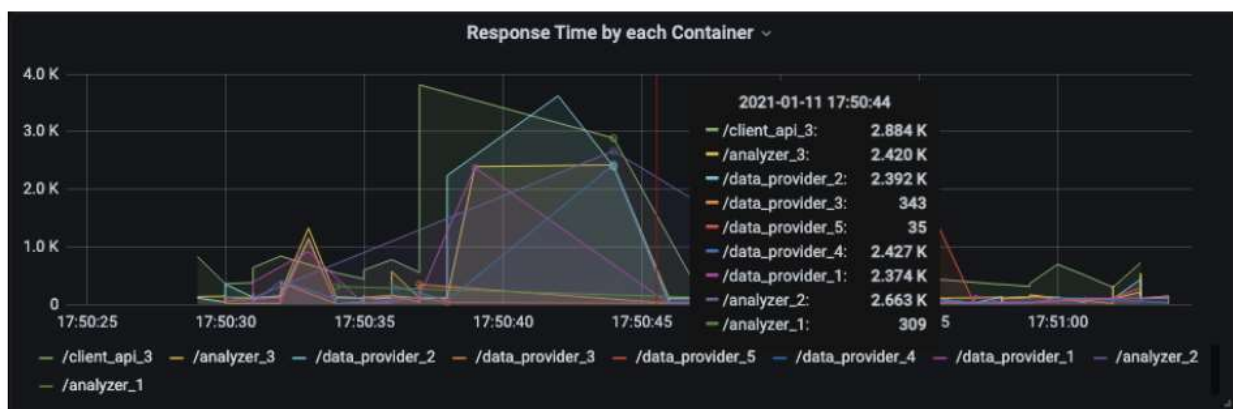 Response Time by each Container
4.0 K
3.0 K
2.0 K
1.0 K
0
17:50:25 17:50:30 17:50:35 17:50:40 17:50:45 5 17:51:00
2021-01-11 17:50:44
/client_api_3: 2.884 K
/analyzer_3: 2.420 K
/data_provider_2: 2.392 K
/data_provider_3: 343
/data_provider_5: 35
/data_provider_4: 2.427 K
/data_provider_1: 2.374 K
/analyzer_2: 2.663 K
/analyzer_1: 309
/client_api_3 /analyzer_3 /data_provider_2 /data_provider_3 /data_provider_5 /data_provider_4 /data_provider_1 /analyzer_2
/analyzer_1